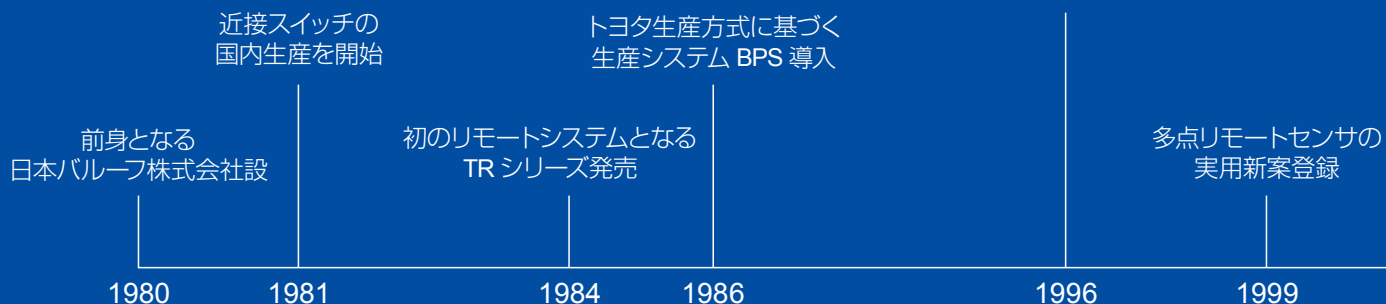 近接スイッチの
国内生産を開始
トヨタ生産方式に基づく
生産システム BPS 導入
前身となる
日本バルーフ株式会社設
初のリモートシステムとなる
TR シリーズ発売
多点リモートセンサの
実用新案登録
1980 1981 1984 1986 1996 1999